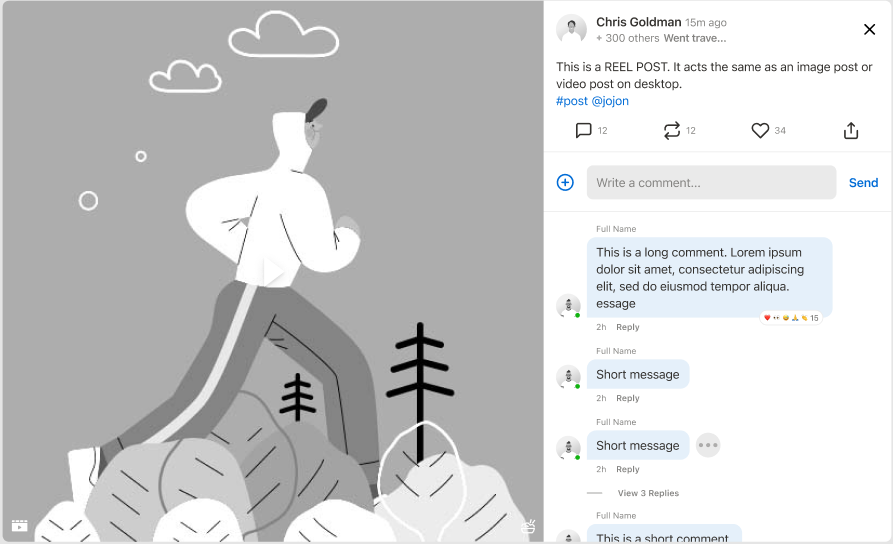 Chris Goldman 15m ago
+ 300 others Went trave...
This is a REEL POST. It acts the same as an image post or
video post on desktop.
#post @jojon
12 12 34
Write a comment... Send
Full Name
This is a long comment. Lorem ipsum
dolor sit amet, consectetur adipiscing
elit, sed do eiusmod tempor aliqua.
essage
15
2h Reply
Full Name
Short message
2h Reply
Full Name
Short message
2h Reply
View 3 Replies
Full Name
This is a short comment